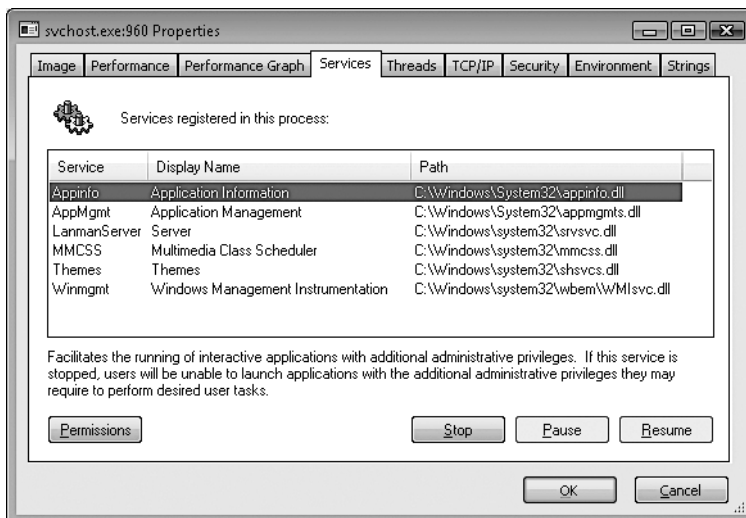 svchost.exe:960 Properties
Image Performance Performance Graph Services Threads TCP/IP Security Environment Strings
Services registered in this process:
Service Display Name Path
Appinfo Application Information C:\Windows\System32\appinfo.dll
AppMgmt Application Management C:\Windows\System32\appmgmts.dll
LanmanServer Server C:\Windows\system32\srvsvc.dll
MMCSS Multimedia Class Scheduler C:\Windows\system32\mmcss.dll
Themes Themes C:\Windows\system32\shsvcs.dll
Winmgmt Windows Management Instrumentation C:\Windows\system32\wbem\WMIsvc.dll
Facilitates the running of interactive applications with additional administrative privileges. If this service is
stopped, users will be unable to launch applications with the additional administrative privileges they may
require to perform desired user tasks.
Permissions Stop Pause Resume
OK Cancel